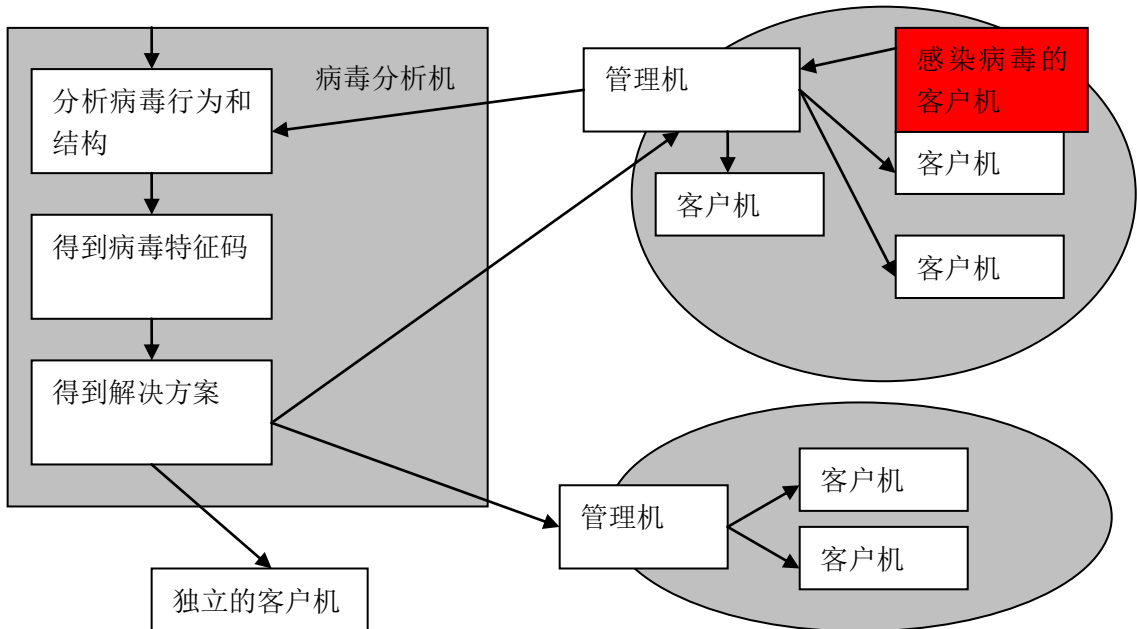 病毒分析机
分析病毒行为和
结构
得到病毒特征码
得到解决方案
独立的客户机
管理机
感染病毒的
客户机
客户机
客户机
客户机
管理机
客户机
客户机